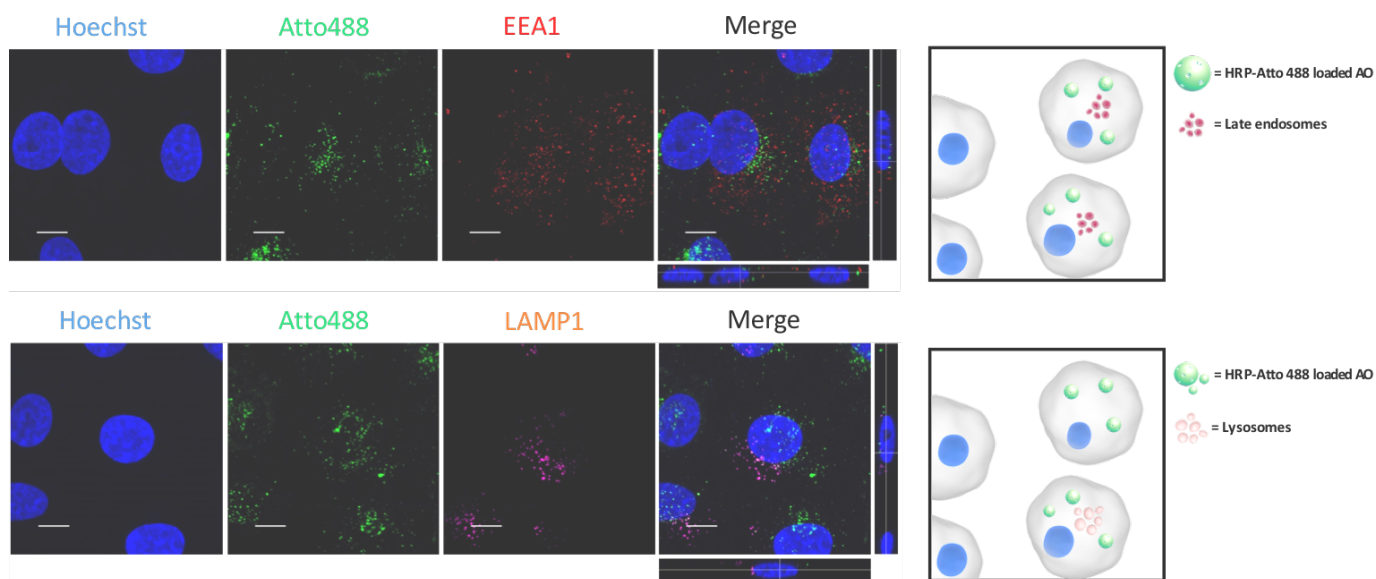 Hoechst Atto488 EEA1 Merge
= HRP-Atto 488 loaded AO
= Late endosomes
Hoechst Atto488 LAMP1 Merge
= HRP-Atto 488 loaded AO
= Lysosomes